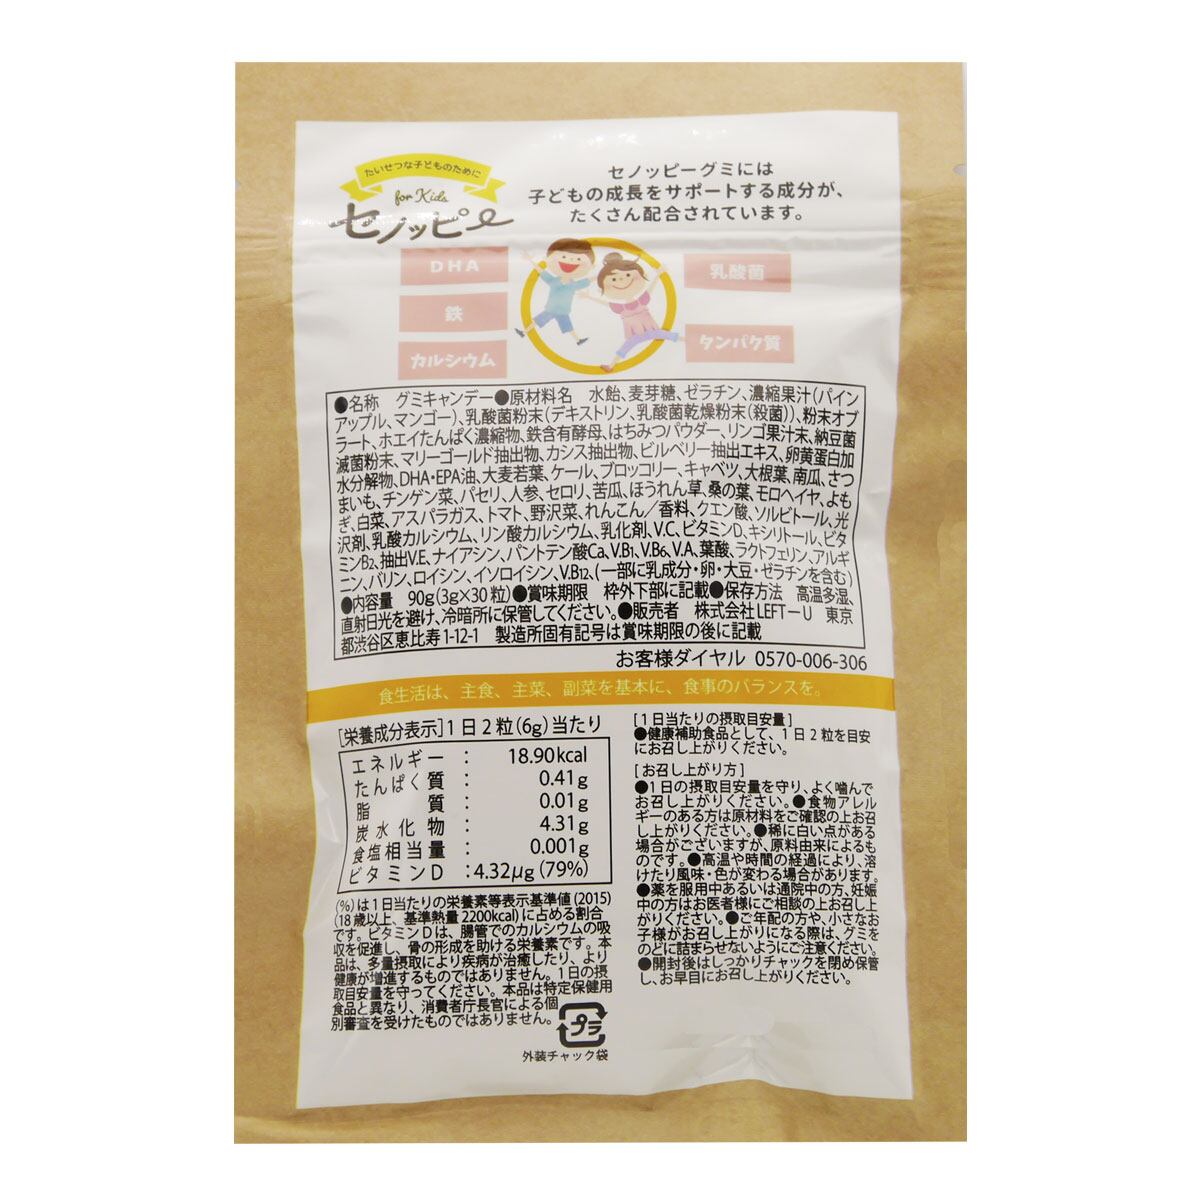 たいせつな子どものために
for Kids
セノッピー
セノッピーグミには
子どもの成長をサポートする成分が、
たくさん配合されています。
DHA
鉄
カルシウム
乳酸菌
タンパク質
●名称　グミキャンデー●原材料名　水飴、麦芽糖、ゼラチン、濃縮果汁(パイン
アップル、マンゴー)、乳酸菌粉末(デキストリン、乳酸菌乾燥粉末(殺菌))、粉末オブ
ラート、ホエイたんぱく濃縮物、鉄含有酵母、はちみつパウダー、リンゴ果汁末、納豆菌
滅菌粉末、マリーゴールド抽出物、カシス抽出物、ビルベリー抽出エキス、卵黄蛋白加
水分解物、DHA・EPA油、大麦若葉、ケール、ブロッコリー、キャベツ、大根葉、南瓜、さつ
まいも、チンゲン菜、パセリ、人参、セロリ、苦瓜、ほうれん草、桑の葉、モロヘイヤ、よも
ぎ、白菜、アスパラガス、トマト、野沢菜、れんこん／香料、クエン酸、ソルビトール、光
沢剤、乳酸カルシウム、リン酸カルシウム、乳化剤、V.C、ビタミンD、キシリトール、ビタ
ミンB2、抽出V.E、ナイアシン、パントテン酸Ca、V.B1、V.B6、V.A、葉酸、ラクトフェリン、アルギ
ニン、バリン、ロイシン、イソロイシン、V.B12、(一部に乳成分・卵・大豆・ゼラチンを含む)
●内容量　90g(3g×30粒)●賞味期限　枠外下部に記載●保存方法　高温多湿、
直射日光を避け、冷暗所に保管してください。●販売者　株式会社LEFT－U　東京
都渋谷区恵比寿1-12-1　製造所固有記号は賞味期限の後に記載
お客様ダイヤル 0570-006-306
食生活は、主食、主菜、副菜を基本に、食事のバランスを。
[栄養成分表示]1日2粒(6g)当たり
エネルギー：18.90kcal
たんぱく質：0.41g
脂質：0.01g
炭水化物：4.31g
食塩相当量：0.001g
ビタミンD：4.32μg(79%)
(%)は1日当たりの栄養素等表示基準値(2015)
(18歳以上、基準熱量2200kcal)に占める割合
です。ビタミンDは、腸管でのカルシウムの吸
収を促進し、骨の形成を助ける栄養素です。本
品は、多量摂取により疾病が治癒したり、より
健康が増進するものではありません。1日の摂
取目安量を守ってください。本品は特定保健用
食品と異なり、消費者庁長官による個
別審査を受けたものではありません。
プラ
外装チャック袋
[1日当たりの摂取目安量]
●健康補助食品として、1日2粒を目安
にお召し上がりください。
[お召し上がり方]
●1日の摂取目安量を守り、よく噛んで
お召し上がりください。●食物アレル
ギーのある方は原材料をご確認の上お召
し上がりください。●稀に白い点がある
場合がございますが、原料由来によるも
のです。●高温や時間の経過により、溶
けたり風味・色が変わる場合があります。
●薬を服用中あるいは通院中の方、妊娠
中の方はお医者様にご相談の上お召し上
がりください。●ご年配の方や、小さなお
子様がお召し上がりになる際は、グミを
のどに詰まらせないようにご注意ください。
●開封後はしっかりチャックを閉め保管
し、お早目にお召し上がりください。